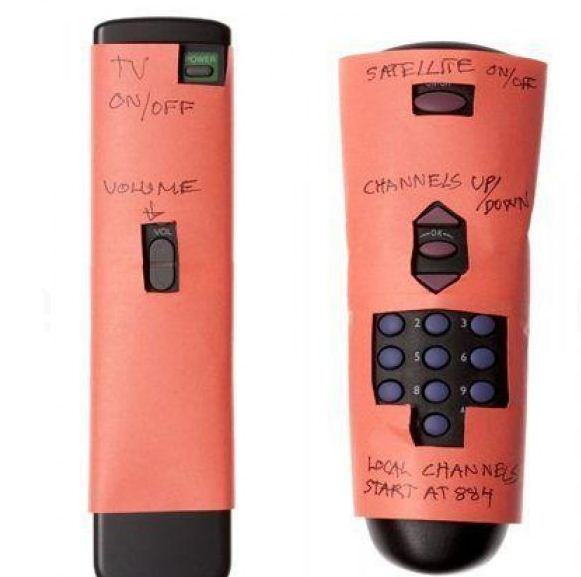 TV
POWER
ON/OFF
VOLUME
VOL
SATELLITE ON/OFF
CHANNELS UP/
DOWN
OK
2 3
5 6
8 9
LOCAL CHANNELS
START AT 884